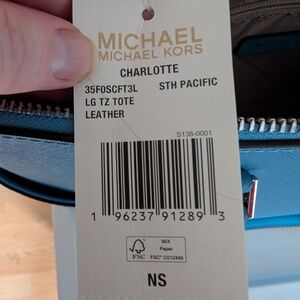 MICHAEL
MICHAEL KORS
CHARLOTTE
35F0SCFT3L STH PACIFIC
LG TZ TOTE
LEATHER
S138-0001
1 96237 91289 3
FSC
MIX
Paper
FSC® C012345
NS